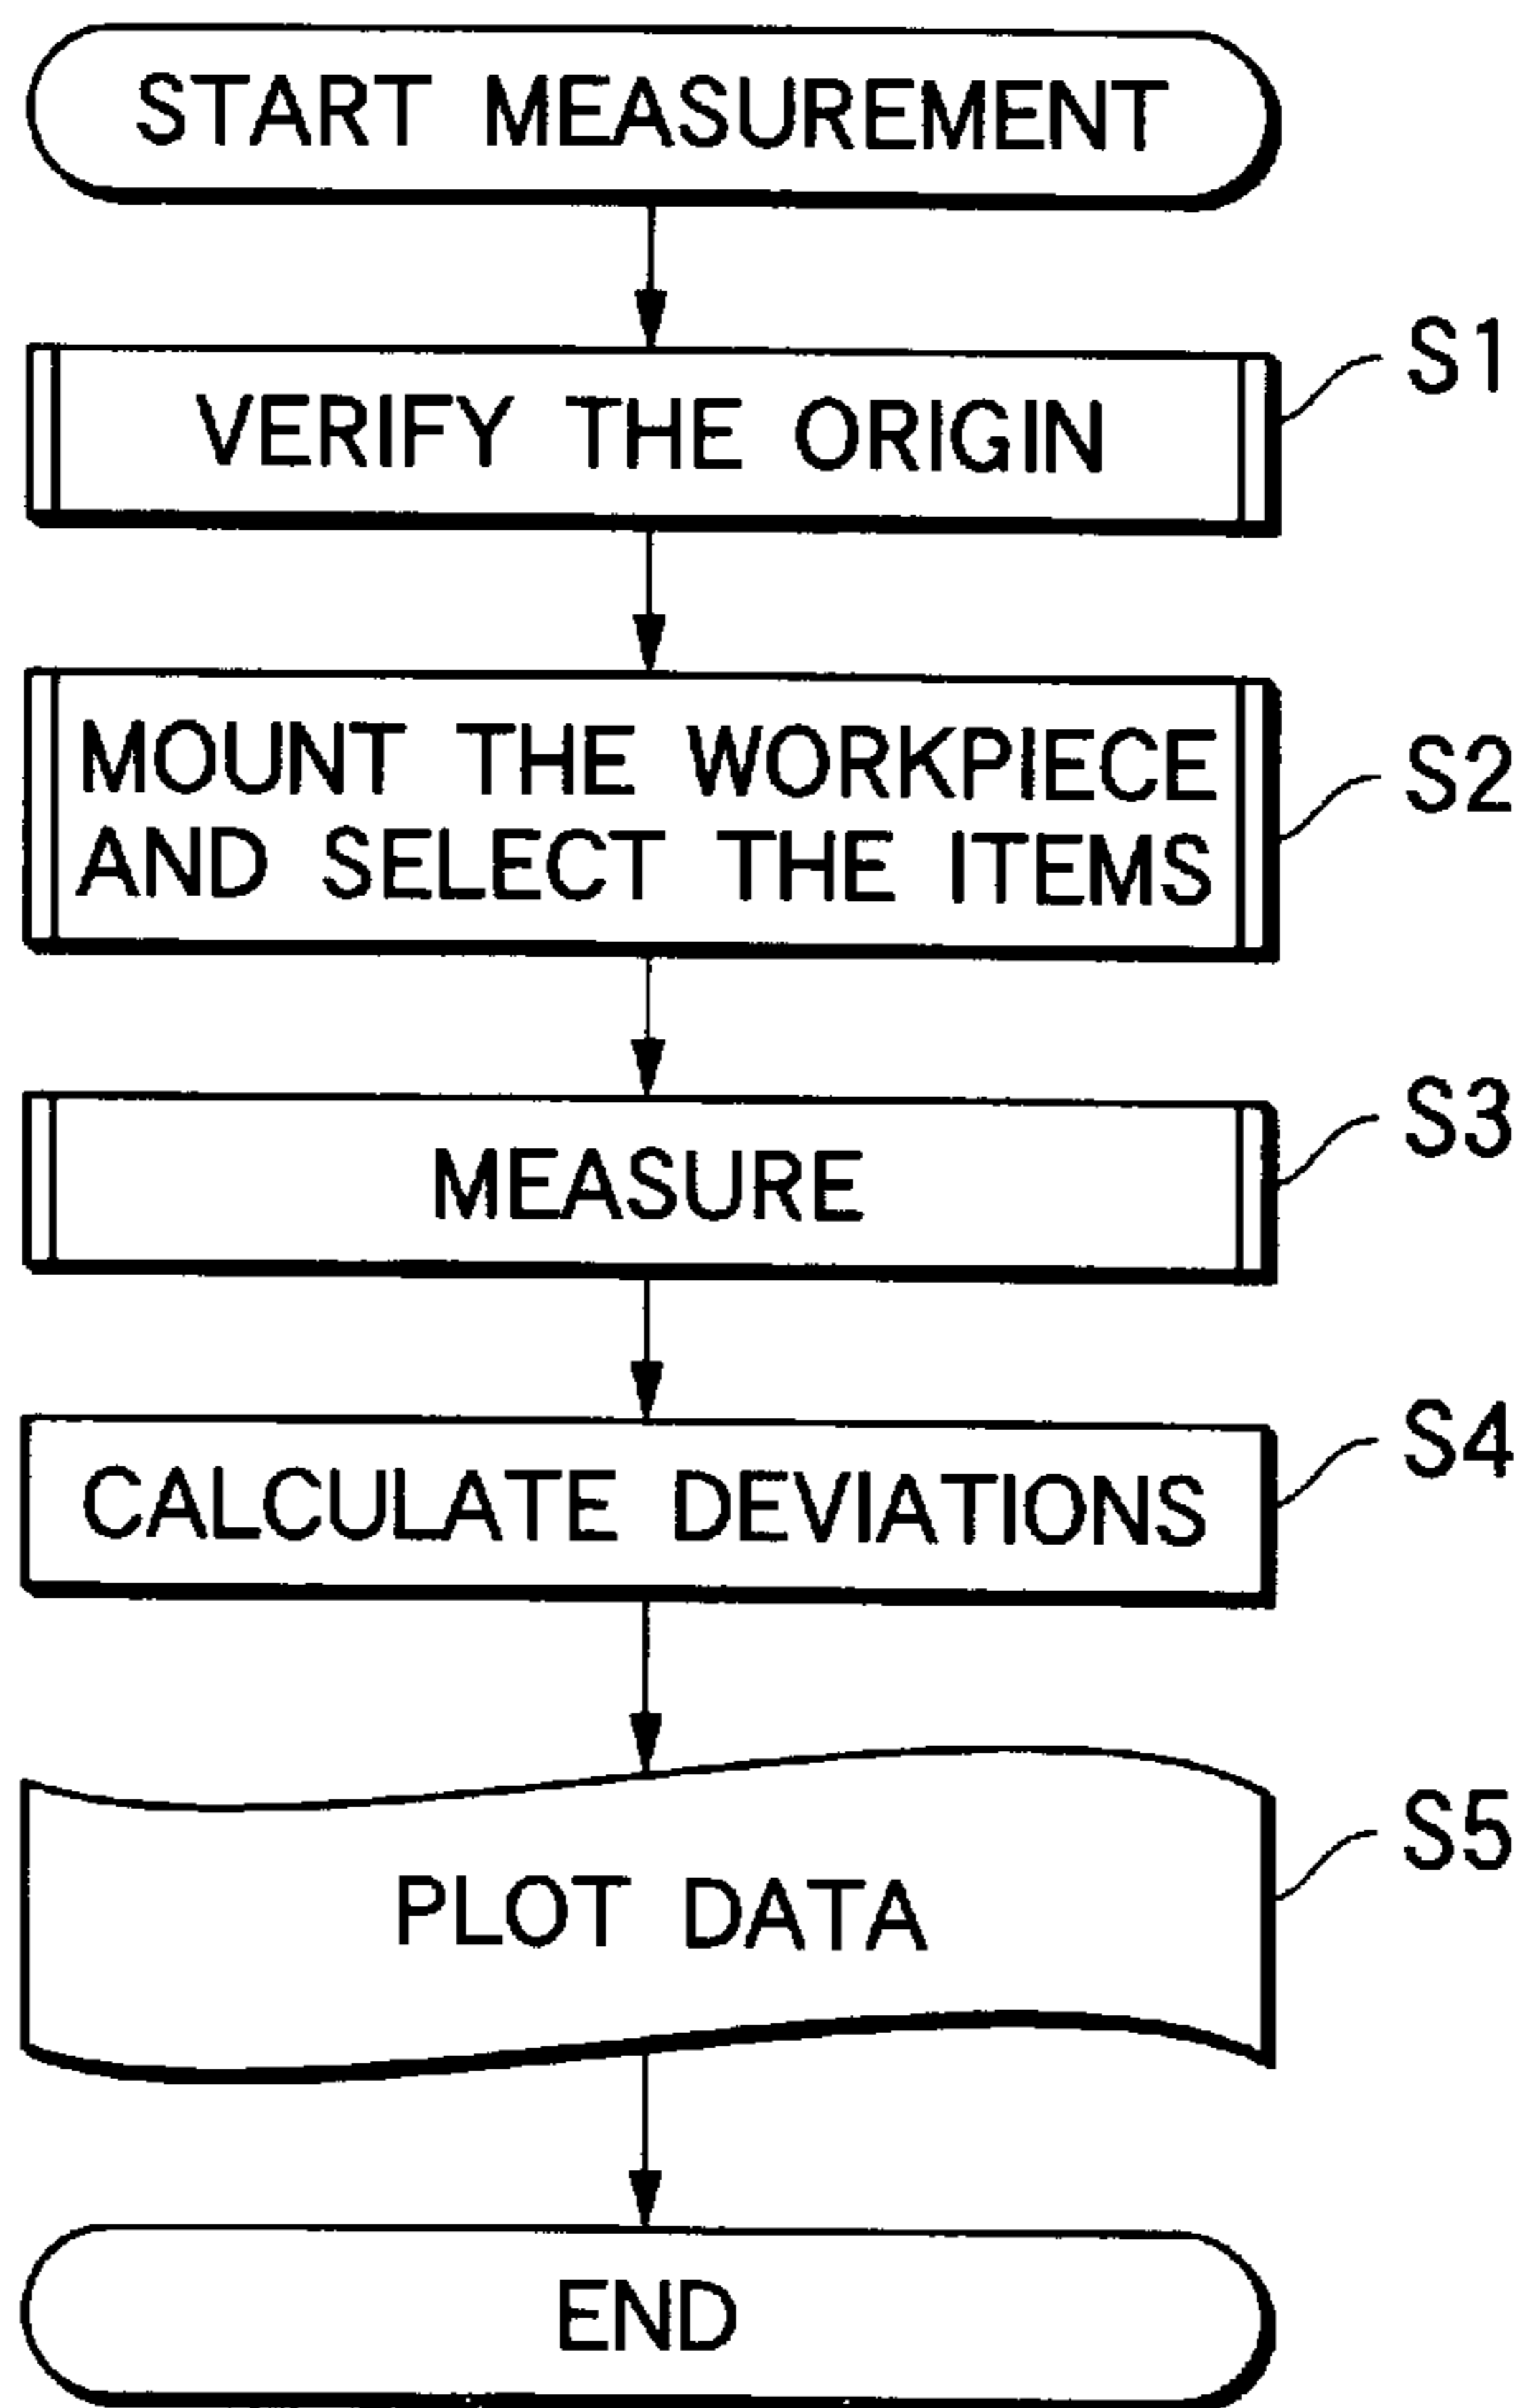 START MEASUREMENT
S1
VERIFY THE ORIGIN
MOUNT THE WORKPIECE
S2
AND SELECT THE ITEMS
S3
MEASURE
S4
CALCULATE DEVIATIONS
S5
PLOT DATA
END